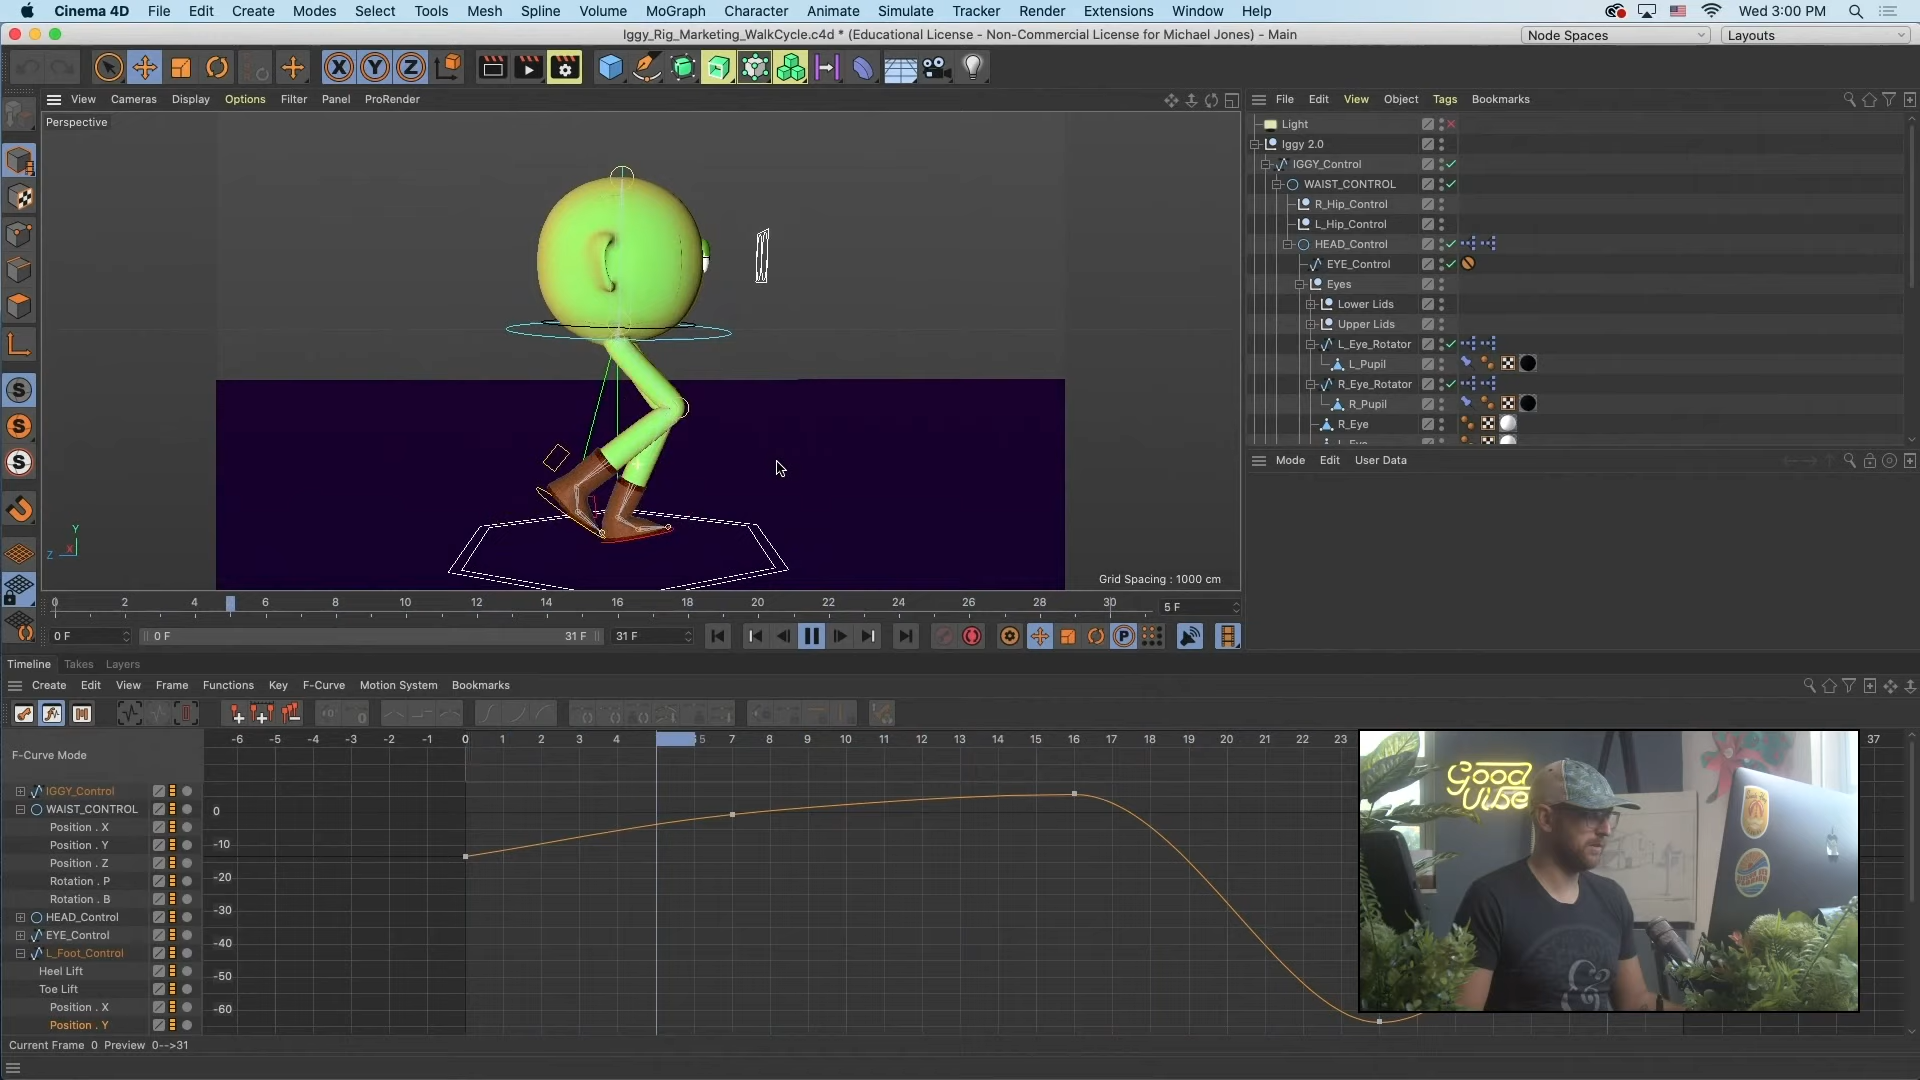 Cinema 4D File Edit Create Modes Select Tools Mesh Spline Volume MoGraph Character Animate Simulate Tracker Render Extensions Window Help Wed 3:00 PM
Iggy_Rig_Marketing_WalkCycle.c4d * (Educational License - Non-Commercial License for Michael Jones) - Main
Node Spaces Layouts
X Y Z
View Cameras Display Options Filter Panel ProRender
File Edit View Object Tags Bookmarks
Perspective
Light
Iggy 2.0
IGGY_Control
WAIST_CONTROL
R_Hip_Control
L_Hip_Control
HEAD_Control
EYE_Control
Eyes
Lower Lids
Upper Lids
L_Eye_Rotator
L_Pupil
R_Eye_Rotator
R_Pupil
R_Eye
L_Eye
Mode Edit User Data
Y
Z X
Grid Spacing : 1000 cm
0 2 4 6 8 10 12 14 16 18 20 22 24 26 28 30
5 F
0 F 0 F 31 F 31 F
Timeline Takes Layers
Create Edit View Frame Functions Key F-Curve Motion System Bookmarks
-6 -5 -4 -3 -2 -1 0 1 2 3 4 5 7 8 9 10 11 12 13 14 15 16 17 18 19 20 21 22 23 37
F-Curve Mode
IGGY_Control
WAIST_CONTROL
Position . X
Position . Y
Position . Z
Rotation . P
Rotation . B
HEAD_Control
EYE_Control
L_Foot_Control
Heel Lift
Toe Lift
Position . X
Position . Y
0
-10
-20
-30
-40
-50
-60
Good
Vibe
Current Frame 0 Preview 0-->31